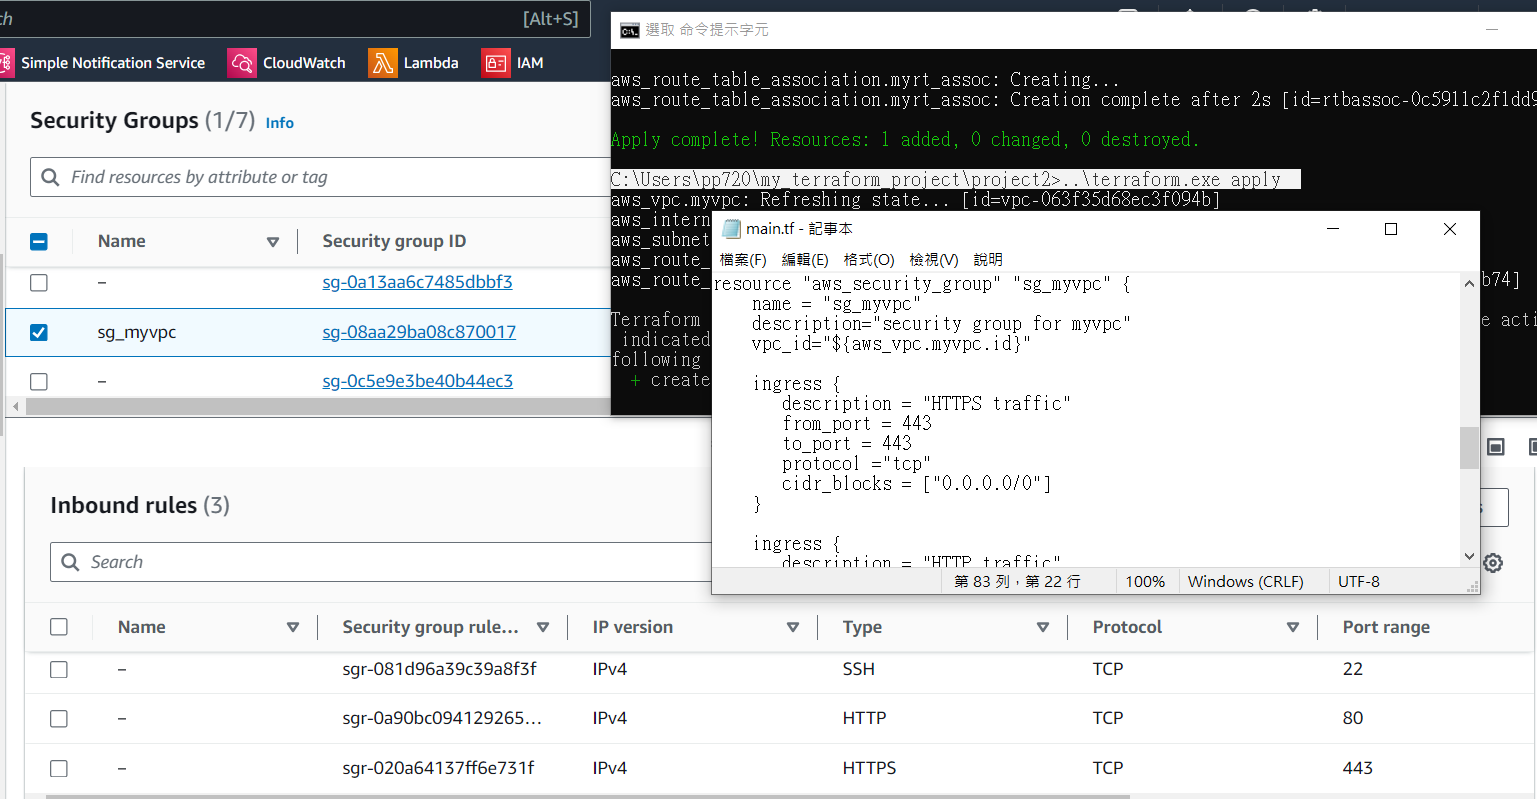 ch
[Alt+S]
Simple Notification Service
CloudWatch
Lambda
IAM
Security Groups (1/7) Info
Find resources by attribute or tag
Name
Security group ID
–
sg-0a13aa6c7485dbbf3
sg_myvpc
sg-08aa29ba08c870017
–
sg-0c5e9e3be40b44ec3
選取 命令提示字元
aws_route_table_association.myrt_assoc: Creating...
aws_route_table_association.myrt_assoc: Creation complete after 2s [id=rtbassoc-0c5911c2f1dd9
Apply complete! Resources: 1 added, 0 changed, 0 destroyed.
C:\Users\pp720\my_terraform_project\project2>..\terraform.exe apply
aws_vpc.myvpc: Refreshing state... [id=vpc-063f35d68ec3f094b]
aws_intern
aws_subnet
aws_route_
aws_route_
b74]
Terraform
e acti
indicated
following
+ create
main.tf - 記事本
檔案(F) 編輯(E) 格式(O) 檢視(V) 說明
resource "aws_security_group" "sg_myvpc" {
name = "sg_myvpc"
description="security group for myvpc"
vpc_id="${aws_vpc.myvpc.id}"
ingress {
description = "HTTPS traffic"
from_port = 443
to_port = 443
protocol ="tcp"
cidr_blocks = ["0.0.0.0/0"]
}
ingress {
description = "HTTP traffic"
第 83 列，第 22 行
100%
Windows (CRLF)
UTF-8
Inbound rules (3)
Search
Name
Security group rule...
IP version
Type
Protocol
Port range
–
sgr-081d96a39c39a8f3f
IPv4
SSH
TCP
22
–
sgr-0a90bc094129265...
IPv4
HTTP
TCP
80
–
sgr-020a64137ff6e731f
IPv4
HTTPS
TCP
443